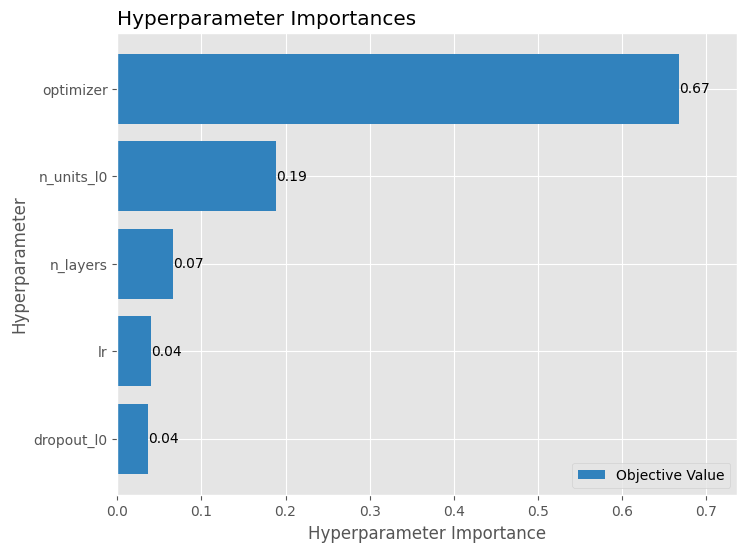 Hyperparameter Importances
optimizer
0.67
n_units_l0
0.19
n_layers
0.07
lr
0.04
dropout_l0
0.04
Hyperparameter
Objective Value
0.0 0.1 0.2 0.3 0.4 0.5 0.6 0.7
Hyperparameter Importance